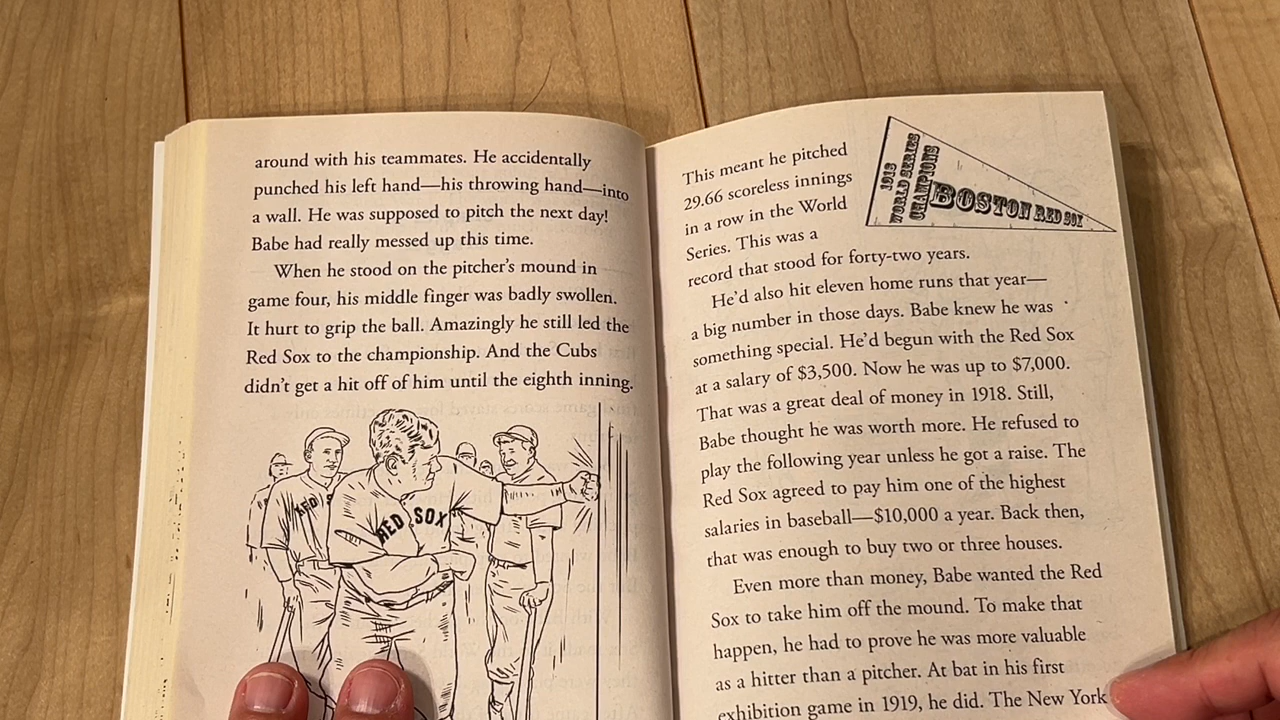 around with his teammates. He accidentally
punched his left hand—his throwing hand—into
a wall. He was supposed to pitch the next day!
Babe had really messed up this time.
When he stood on the pitcher's mound in
game four, his middle finger was badly swollen.
It hurt to grip the ball. Amazingly he still led the
Red Sox to the championship. And the Cubs
didn't get a hit off of him until the eighth inning.
RED S
RED SOX
This meant he pitched
29.66 scoreless innings
in a row in the World
Series. This was a
record that stood for forty-two years.
1918
WORLD SERIES
CHAMPIONS
BOSTON RED SOX
He'd also hit eleven home runs that year—
a big number in those days. Babe knew he was
something special. He'd begun with the Red Sox
at a salary of $3,500. Now he was up to $7,000.
That was a great deal of money in 1918. Still,
Babe thought he was worth more. He refused to
play the following year unless he got a raise. The
Red Sox agreed to pay him one of the highest
salaries in baseball—$10,000 a year. Back then,
that was enough to buy two or three houses.
Even more than money, Babe wanted the Red
Sox to take him off the mound. To make that
happen, he had to prove he was more valuable
as a hitter than a pitcher. At bat in his first
exhibition game in 1919, he did. The New York